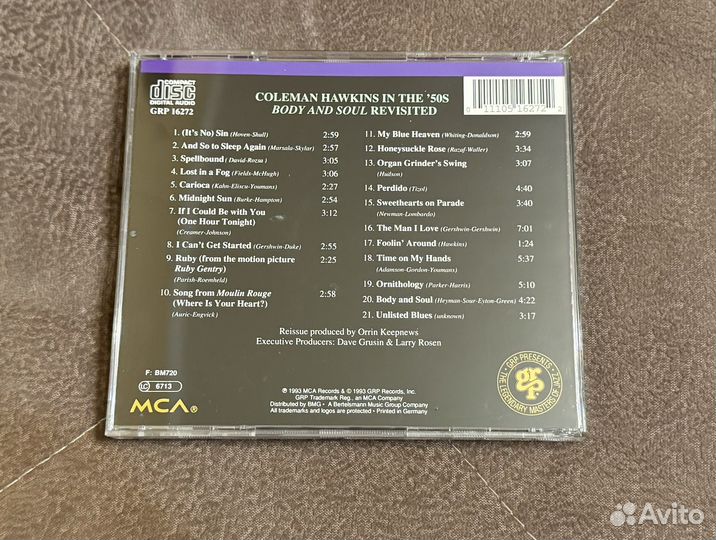 COMPACT
disc
DIGITAL AUDIO
GRP 16272
COLEMAN HAWKINS IN THE '50S
BODY AND SOUL REVISITED
0 11105 16272 2
1. (It's No) Sin (Hoven-Shull) 2:59
2. And So to Sleep Again (Marsala-Skylar) 2:57
3. Spellbound (David-Rozsa) 3:05
4. Lost in a Fog (Fields-McHugh) 3:06
5. Carioca (Kahn-Eliscu-Youmans) 2:27
6. Midnight Sun (Burke-Hampton) 2:54
7. If I Could Be with You 3:12
(One Hour Tonight)
(Creamer-Johnson)
8. I Can't Get Started (Gershwin-Duke) 2:55
9. Ruby (from the motion picture 2:25
Ruby Gentry)
(Parish-Roemheld)
10. Song from Moulin Rouge 2:58
(Where Is Your Heart?)
(Auric-Engvick)
11. My Blue Heaven (Whiting-Donaldson) 2:59
12. Honeysuckle Rose (Razaf-Waller) 3:34
13. Organ Grinder's Swing 3:07
(Hudson)
14. Perdido (Tizol) 4:40
15. Sweethearts on Parade 3:40
(Newman-Lombardo)
16. The Man I Love (Gershwin-Gershwin) 7:01
17. Foolin' Around (Hawkins) 1:24
18. Time on My Hands 5:37
(Adamson-Gordon-Youmans)
19. Ornithology (Parker-Harris) 5:10
20. Body and Soul (Heyman-Sour-Eyton-Green) 4:22
21. Unlisted Blues (unknown) 3:17
Reissue produced by Orrin Keepnews
Executive Producers: Dave Grusin & Larry Rosen
F: BM720
LC 6713
MCA®
℗ 1993 MCA Records & © 1993 GRP Records, Inc.
GRP Trademark Reg., an MCA Company
Distributed by BMG • A Bertelsmann Music Group Company
All trademarks and logos are protected • Printed in Germany
GRP PRESENTS
THE LEGENDARY MASTERS OF JAZZ
grp
Avito